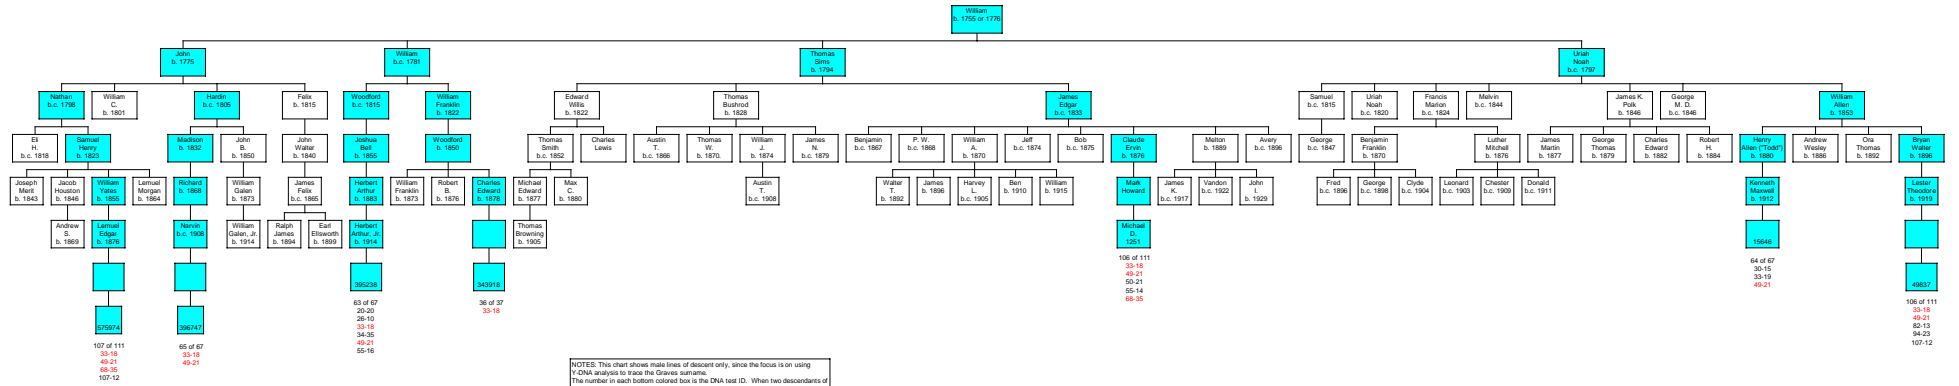 William
b. 1755 or 1776
John
b. 1775
William
b.c. 1781
Thomas
Sims
b. 1794
Uriah
Noah
b.c. 1797
Nathan
b.c. 1798
William
C.
b. 1801
Hardin
b.c. 1805
Felix
b. 1815
Woodford
b.c. 1815
William
Franklin
b. 1822
Edward
Willis
b. 1822
Thomas
Bushrod
b. 1828
James
Edgar
b.c. 1833
Samuel
b.c. 1815
Uriah
Noah
b.c. 1820
Francis
Marion
b.c. 1824
Melvin
b.c. 1844
James K.
Polk
b. 1846
George
M. D.
b.c. 1846
William
Allen
b. 1853
Eli
H.
b.c. 1818
Samuel
Henry
b. 1823
Madison
b. 1832
John
B.
b. 1850
John
Walter
b. 1840
Joshua
Bell
b. 1855
Woodford
b. 1850
Thomas
Smith
b.c. 1852
Charles
Lewis
Austin
T.
b.c. 1866
Thomas
W.
b. 1870.
William
J.
b. 1874
James
N.
b.c. 1879
Benjamin
b.c. 1867
P. W.
b.c. 1868
William
A.
b. 1870
Jeff
b.c. 1874
Bob
b.c. 1875
Claude
Ervin
b. 1876
Melton
b. 1889
Avery
b.c. 1896
George
b.c. 1847
Benjamin
Franklin
b. 1870
Luther
Mitchell
b. 1876
James
Martin
b. 1877
George
Thomas
b. 1879
Charles
Edward
b. 1882
Robert
H.
b. 1884
Henry
Allen ("Todd")
b. 1880
Andrew
Wesley
b. 1886
Ora
Thomas
b. 1892
Bryan
Walter
b. 1896
Joseph
Merit
b. 1843
Jacob
Houston
b. 1846
William
Yates
b. 1855
Lemuel
Morgan
b. 1864
Richard
b. 1868
William
Galen
b. 1873
James
Felix
b.c. 1865
Herbert
Arthur
b. 1883
William
Franklin
b. 1873
Robert
B.
b. 1876
Charles
Edward
b. 1878
Michael
Edward
b. 1877
Max
C.
b. 1880
Austin
T.
b.c. 1908
Walter
T.
b. 1892
James
b. 1896
Harvey
L.
b.c. 1905
Ben
b. 1910
William
b. 1915
Mark
Howard
James
K.
b.c. 1917
Vandon
b.c. 1922
John
I.
b. 1929
Fred
b.c. 1896
George
b.c. 1898
Clyde
b.c. 1904
Leonard
b.c. 1903
Chester
b.c. 1909
Donald
b.c. 1911
Kenneth
Maxwell
b. 1912
Lester
Theodore
b. 1919
Andrew
S.
b. 1869
Lemuel
Edgar
b. 1876
Narvin
b.c. 1908
William
Galen, Jr.
b. 1914
Ralph
James
b. 1894
Earl
Ellsworth
b. 1899
Herbert
Arthur, Jr.
b. 1914
Thomas
Browning
b. 1905
Michael
D.
1251
15646
395238
343918
49837
575974
396747
107 of 111
33-18
49-21
68-35
107-12
65 of 67
33-18
49-21
63 of 67
20-20
26-10
33-18
34-35
49-21
55-16
36 of 37
33-18
106 of 111
33-18
49-21
50-21
55-14
68-35
64 of 67
30-15
33-19
49-21
106 of 111
33-18
49-21
82-13
94-23
107-12
NOTES: This chart shows male lines of descent only, since the focus is on using
Y-DNA analysis to trace the Graves surname.
The number in each bottom colored box is the DNA test ID. When two descendants of